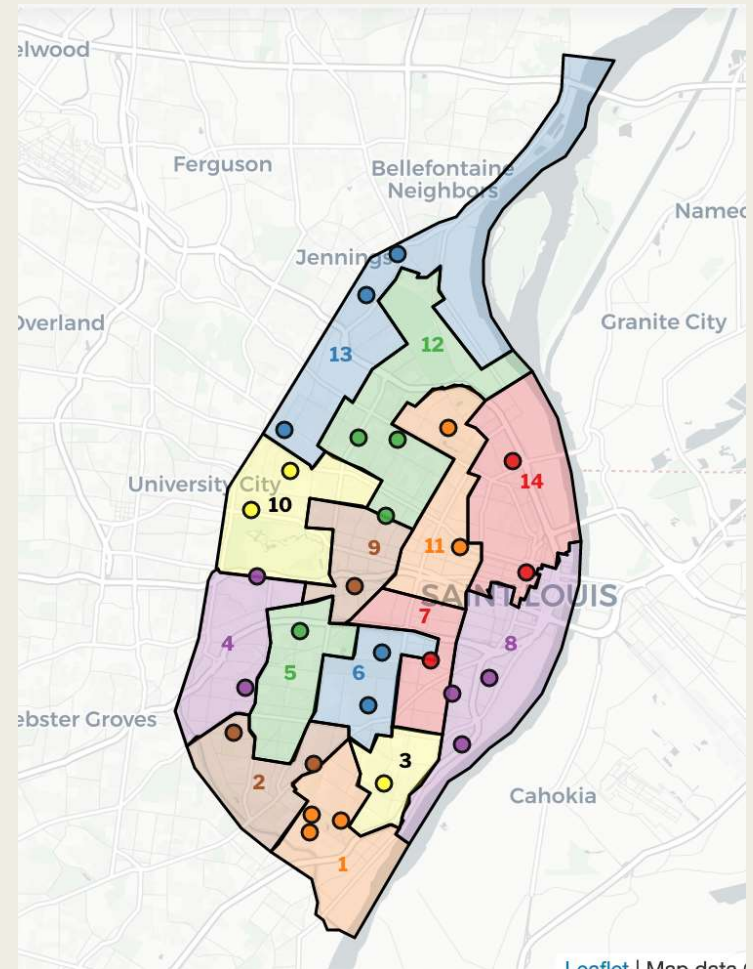 elwood
Ferguson
Bellefontaine
Neighbors
Named
Jennings
Overland
Granite City
13
12
University City
14
10
9
11
SAINT LOUIS
7
4
8
5
6
ebster Groves
3
2
Cahokia
1
Leaflet | Map data